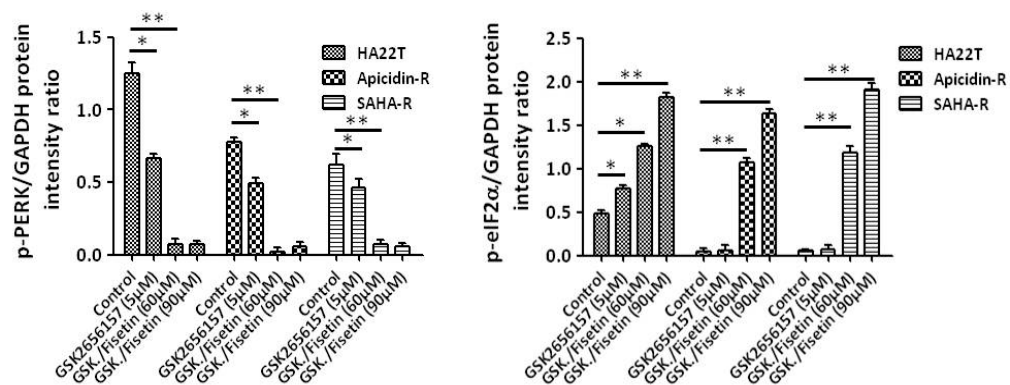 p-PERK/GAPDH protein
intensity ratio
1.5
1.0
0.5
0.0
**
*
**
*
**
*
HA22T
Apicidin-R
SAHA-R
Control
GSK2656157 (5μM)
GSK./Fisetin (60μM)
GSK./Fisetin (90μM)
Control
GSK2656157 (5μM)
GSK./Fisetin (60μM)
GSK./Fisetin (90μM)
Control
GSK2656157 (5μM)
GSK./Fisetin (60μM)
GSK./Fisetin (90μM)
p-eIF2α/GAPDH protein
intensity ratio
2.5
2.0
1.5
1.0
0.5
0.0
**
*
*
**
**
**
**
HA22T
Apicidin-R
SAHA-R
Control
GSK2656157 (5μM)
GSK./Fisetin (60μM)
GSK./Fisetin (90μM)
Control
GSK2656157 (5μM)
GSK./Fisetin (60μM)
GSK./Fisetin (90μM)
Control
GSK2656157 (5μM)
GSK./Fisetin (60μM)
GSK./Fisetin (90μM)